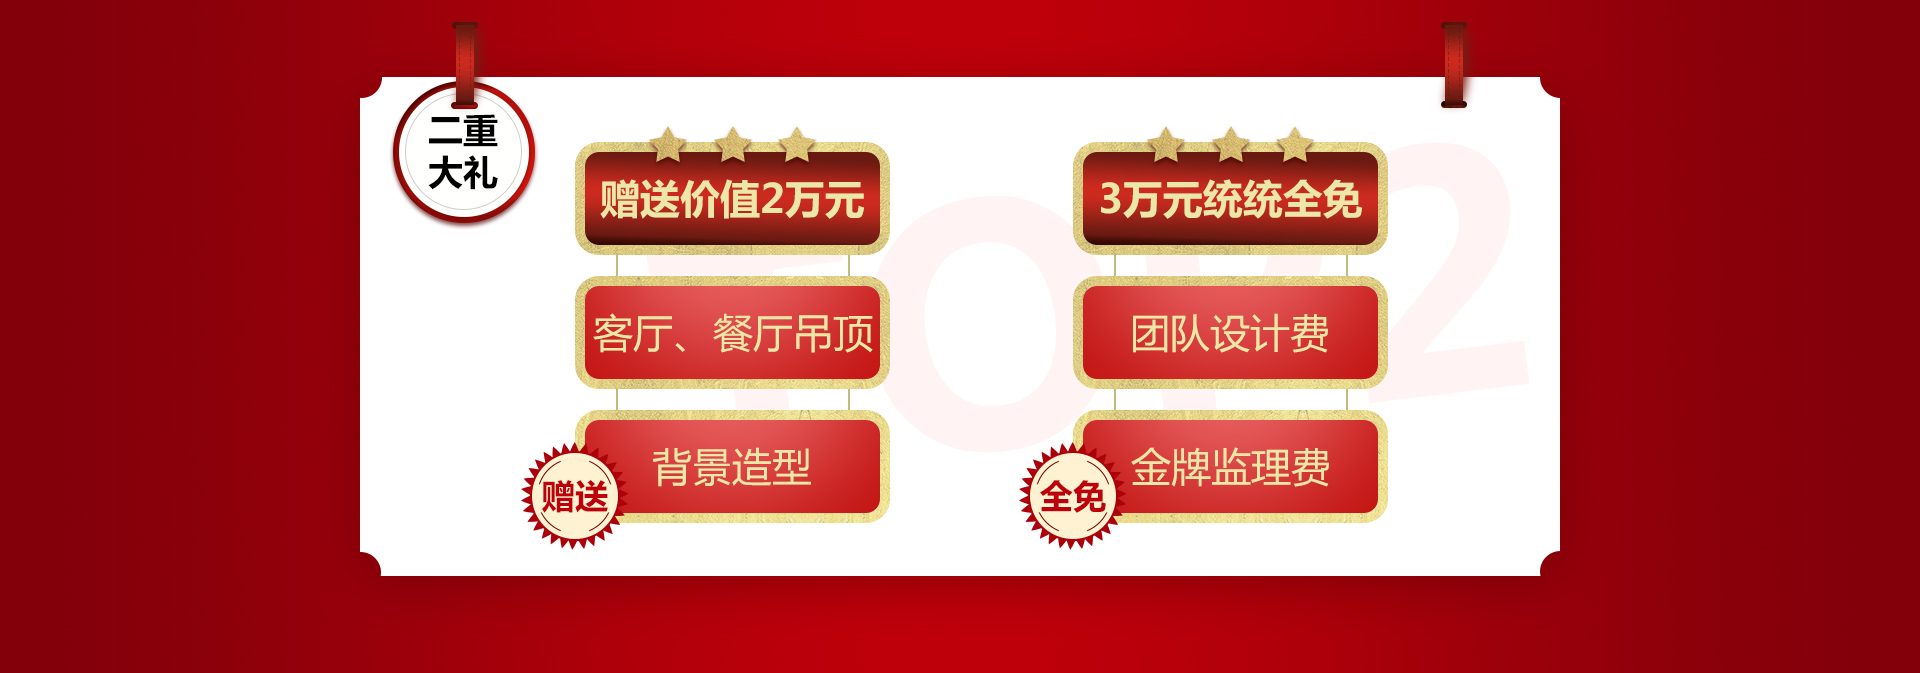 二重
大礼
赠送价值2万元
客厅、餐厅吊顶
背景造型
赠送
3万元统统全免
团队设计费
金牌监理费
全免
TOP2